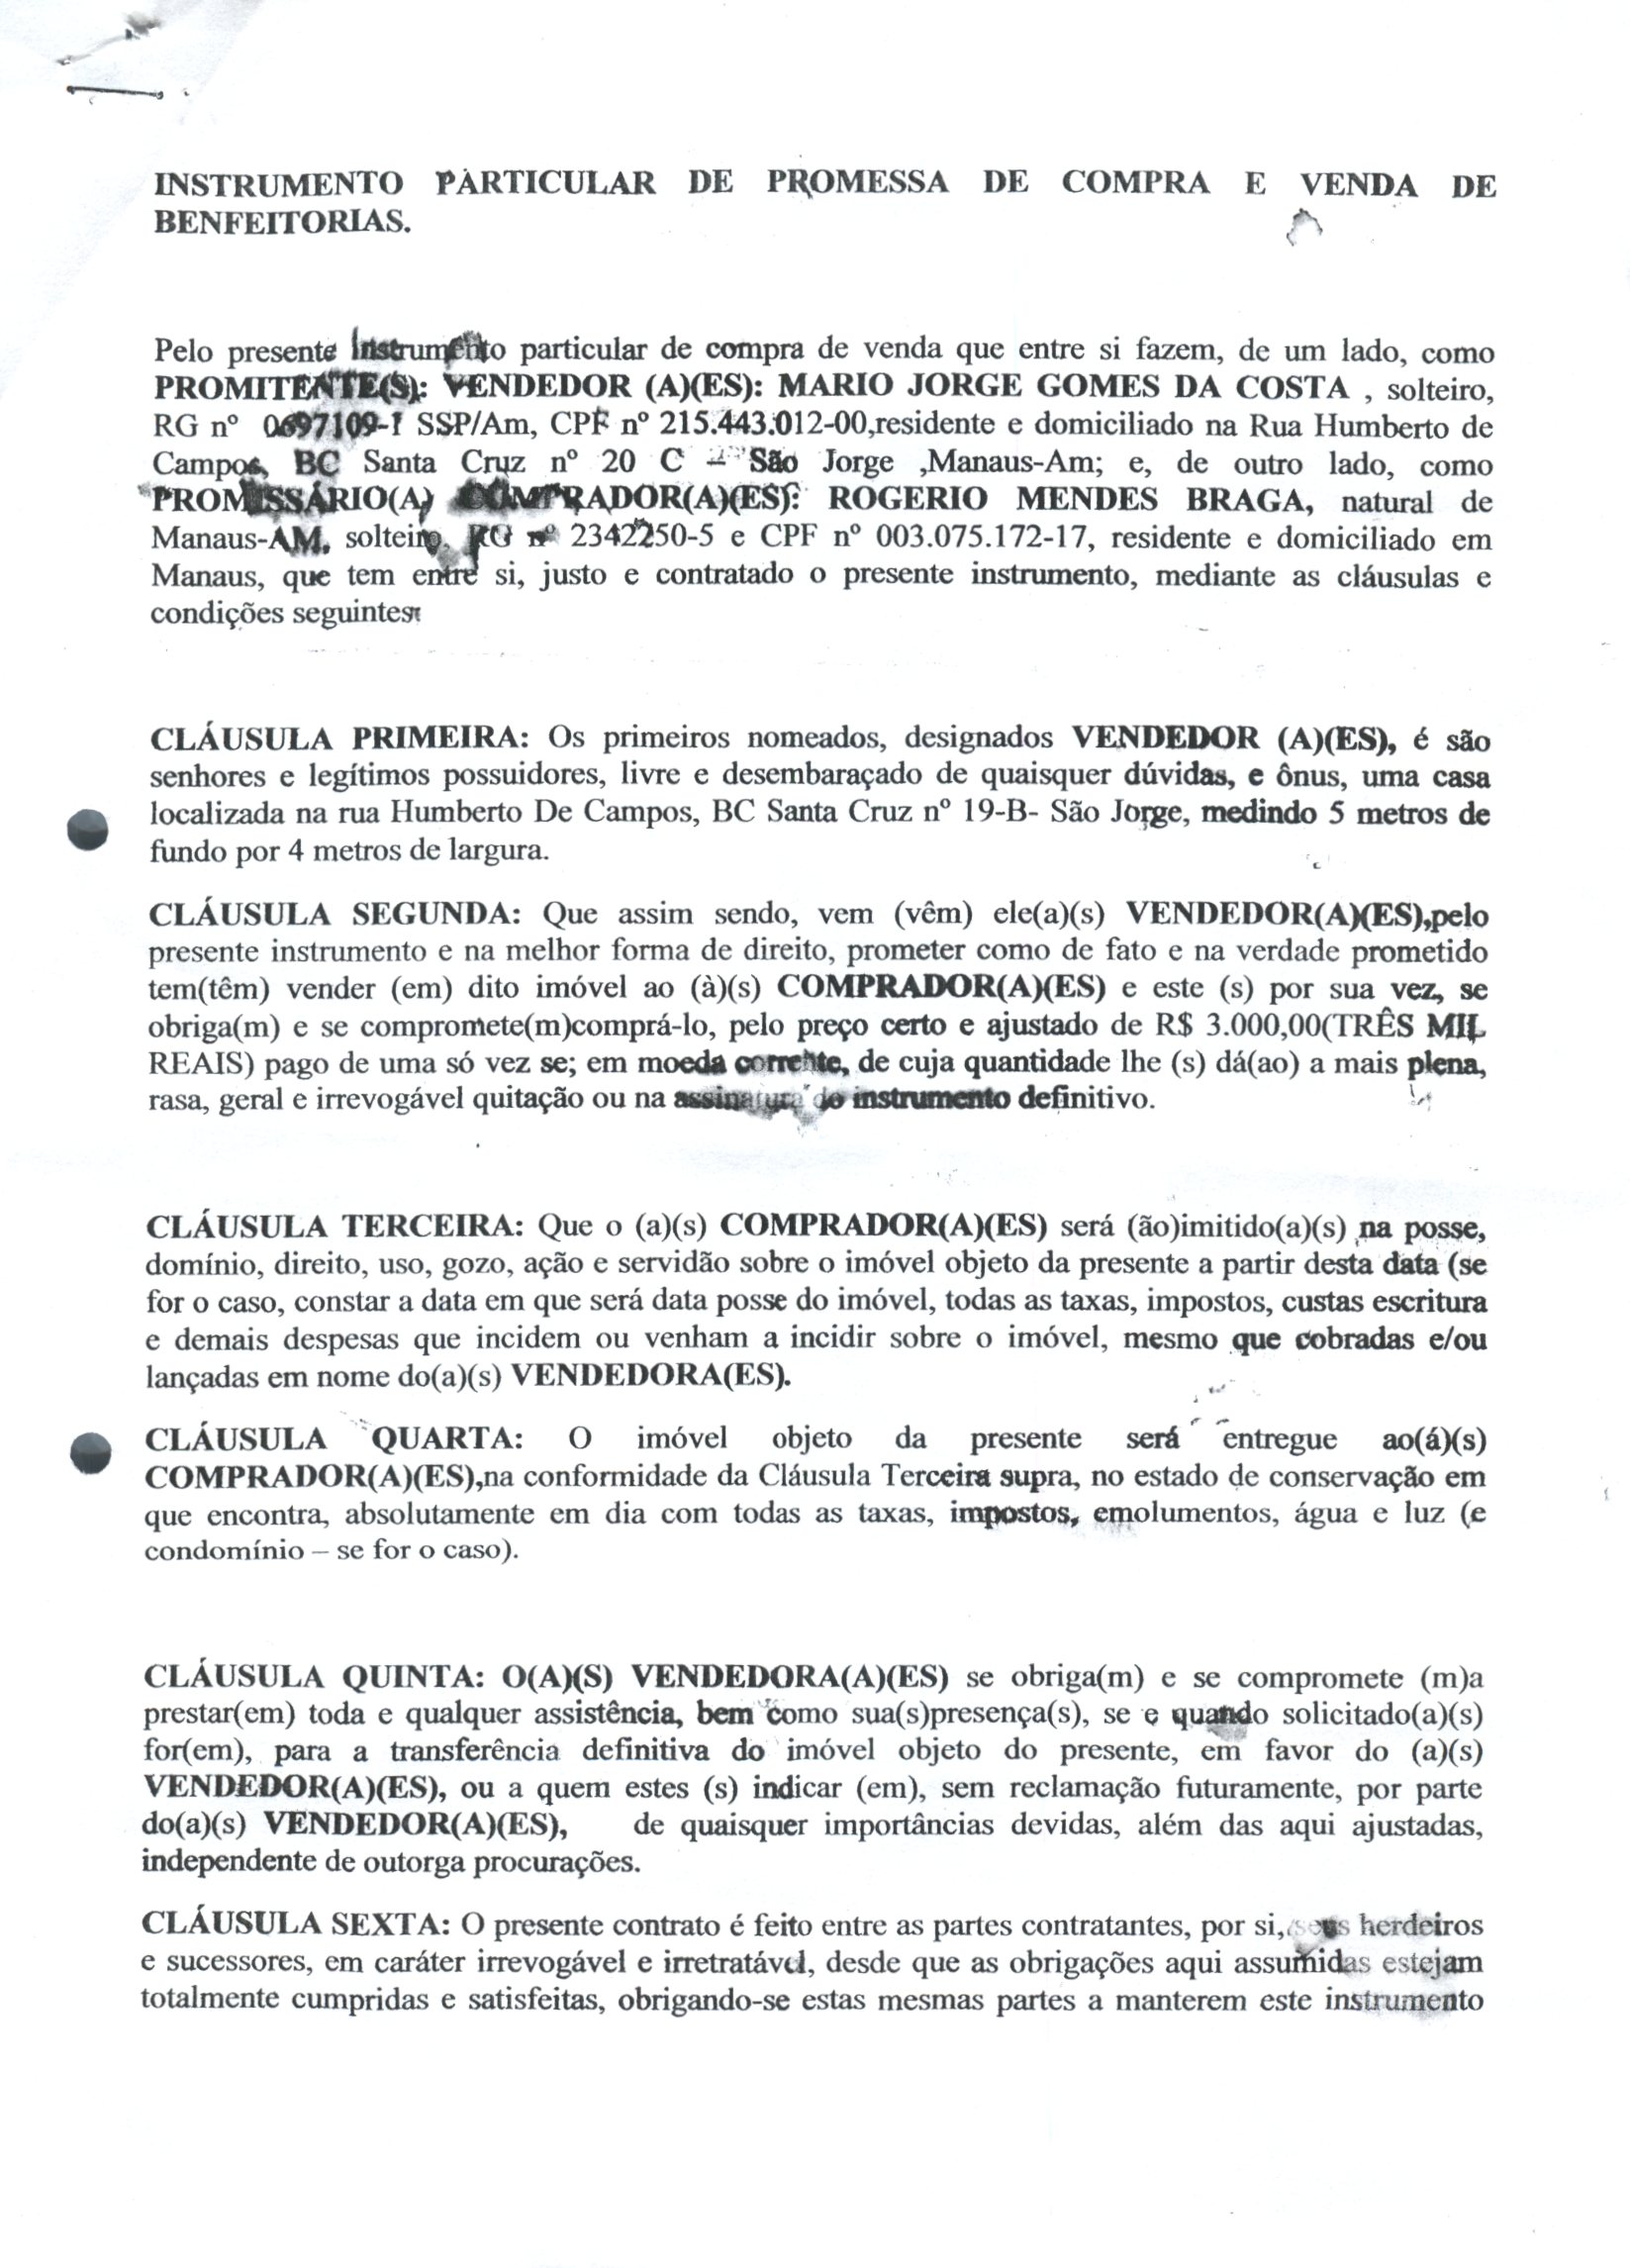 INSTRUMENTO PARTICULAR DE PROMESSA DE COMPRA E VENDA DE
BENFEITORIAS.
Pelo presente Instrumento particular de compra de venda que entre si fazem, de um lado, como
PROMITENTE(S): VENDEDOR (A)(ES): MARIO JORGE GOMES DA COSTA , solteiro,
RG nº 0697109-1 SSP/Am, CPF nº 215.443.012-00,residente e domiciliado na Rua Humberto de
Campos, BC Santa Cruz nº 20 C – São Jorge ,Manaus-Am; e, de outro lado, como
PROMISSÁRIO(A) COMPRADOR(A)(ES): ROGERIO MENDES BRAGA, natural de
Manaus-AM, solteiro, RG nº 2342250-5 e CPF nº 003.075.172-17, residente e domiciliado em
Manaus, que tem entre si, justo e contratado o presente instrumento, mediante as cláusulas e
condições seguintes:
CLÁUSULA PRIMEIRA: Os primeiros nomeados, designados VENDEDOR (A)(ES), é são
senhores e legítimos possuidores, livre e desembaraçado de quaisquer dúvidas, e ônus, uma casa
localizada na rua Humberto De Campos, BC Santa Cruz nº 19-B- São Jorge, medindo 5 metros de
fundo por 4 metros de largura.
CLÁUSULA SEGUNDA: Que assim sendo, vem (vêm) ele(a)(s) VENDEDOR(A)(ES),pelo
presente instrumento e na melhor forma de direito, prometer como de fato e na verdade prometido
tem(têm) vender (em) dito imóvel ao (à)(s) COMPRADOR(A)(ES) e este (s) por sua vez, se
obriga(m) e se compromete(m)comprá-lo, pelo preço certo e ajustado de R$ 3.000,00(TRÊS MIL
REAIS) pago de uma só vez se; em moeda corrente, de cuja quantidade lhe (s) dá(ao) a mais plena,
rasa, geral e irrevogável quitação ou na assinatura do instrumento definitivo.
CLÁUSULA TERCEIRA: Que o (a)(s) COMPRADOR(A)(ES) será (ão)imitido(a)(s) na posse,
domínio, direito, uso, gozo, ação e servidão sobre o imóvel objeto da presente a partir desta data (se
for o caso, constar a data em que será data posse do imóvel, todas as taxas, impostos, custas escritura
e demais despesas que incidem ou venham a incidir sobre o imóvel, mesmo que cobradas e/ou
lançadas em nome do(a)(s) VENDEDORA(ES).
CLÁUSULA QUARTA: O imóvel objeto da presente será entregue ao(á)(s)
COMPRADOR(A)(ES),na conformidade da Cláusula Terceira supra, no estado de conservação em
que encontra, absolutamente em dia com todas as taxas, impostos, emolumentos, água e luz (e
condomínio – se for o caso).
CLÁUSULA QUINTA: O(A)(S) VENDEDORA(A)(ES) se obriga(m) e se compromete (m)a
prestar(em) toda e qualquer assistência, bem como sua(s)presença(s), se e quando solicitado(a)(s)
for(em), para a transferência definitiva do imóvel objeto do presente, em favor do (a)(s)
VENDEDOR(A)(ES), ou a quem estes (s) indicar (em), sem reclamação futuramente, por parte
do(a)(s) VENDEDOR(A)(ES), de quaisquer importâncias devidas, além das aqui ajustadas,
independente de outorga procurações.
CLÁUSULA SEXTA: O presente contrato é feito entre as partes contratantes, por si, seus herdeiros
e sucessores, em caráter irrevogável e irretratável, desde que as obrigações aqui assumidas estejam
totalmente cumpridas e satisfeitas, obrigando-se estas mesmas partes a manterem este instrumento